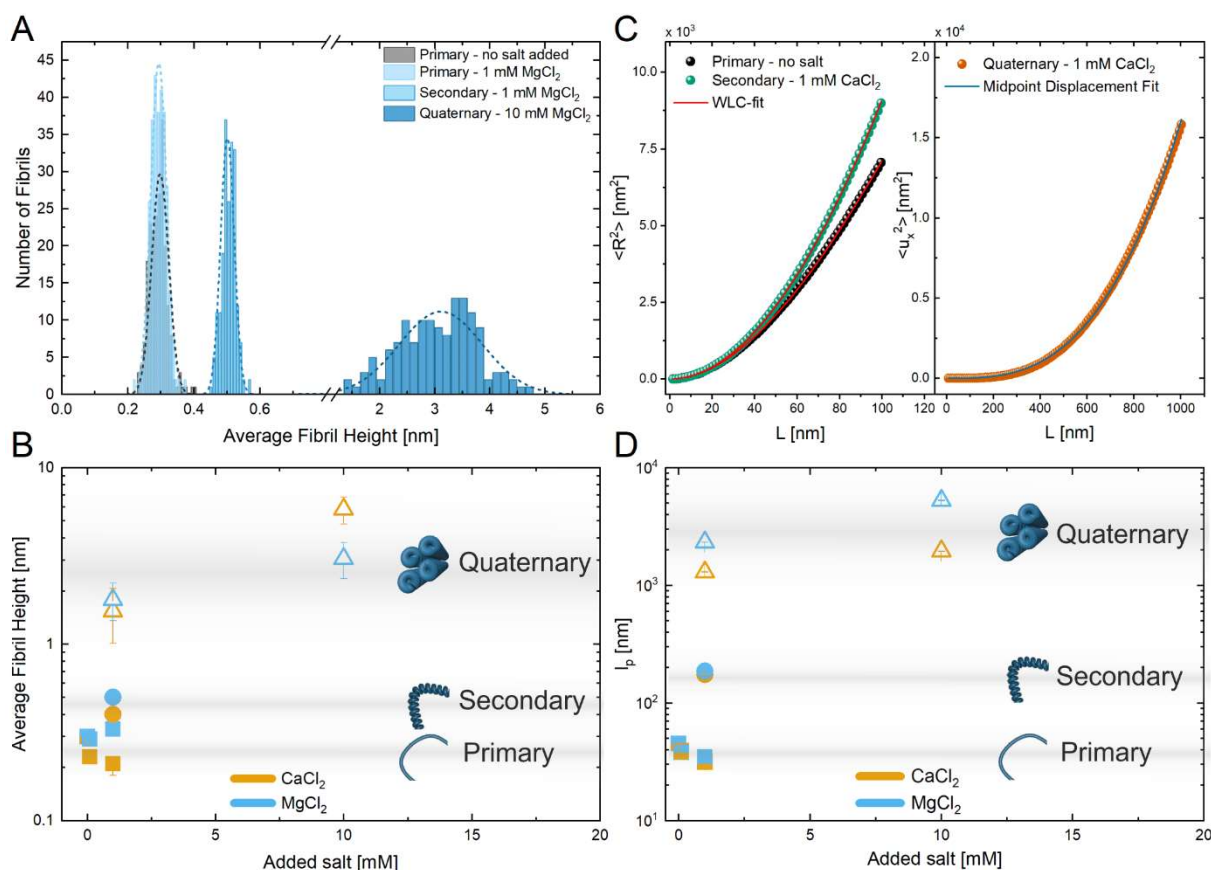 A
Number of Fibrils
45
40
35
30
25
20
15
10
5
0
0.0 0.2 0.4 0.6 2 3 4 5 6
Average Fibril Height [nm]
Primary - no salt added
Primary - 1 mM MgCl₂
Secondary - 1 mM MgCl₂
Quaternary - 10 mM MgCl₂
C
x 10³
<R²> [nm²]
10.0
7.5
5.0
2.5
0.0
0 20 40 60 80 100 120
L [nm]
Primary - no salt
Secondary - 1 mM CaCl₂
WLC-fit
x 10⁴
<uₓ²> [nm²]
2.0
1.5
1.0
0.5
0.0
0 200 400 600 800 1000
L [nm]
Quaternary - 1 mM CaCl₂
Midpoint Displacement Fit
B
Average Fibril Height [nm]
10
1
0.1
0 5 10 15 20
Added salt [mM]
Quaternary
Secondary
Primary
CaCl₂
MgCl₂
D
lₚ [nm]
10⁴
10³
10²
10¹
0 5 10 15 20
Added salt [mM]
Quaternary
Secondary
Primary
CaCl₂
MgCl₂